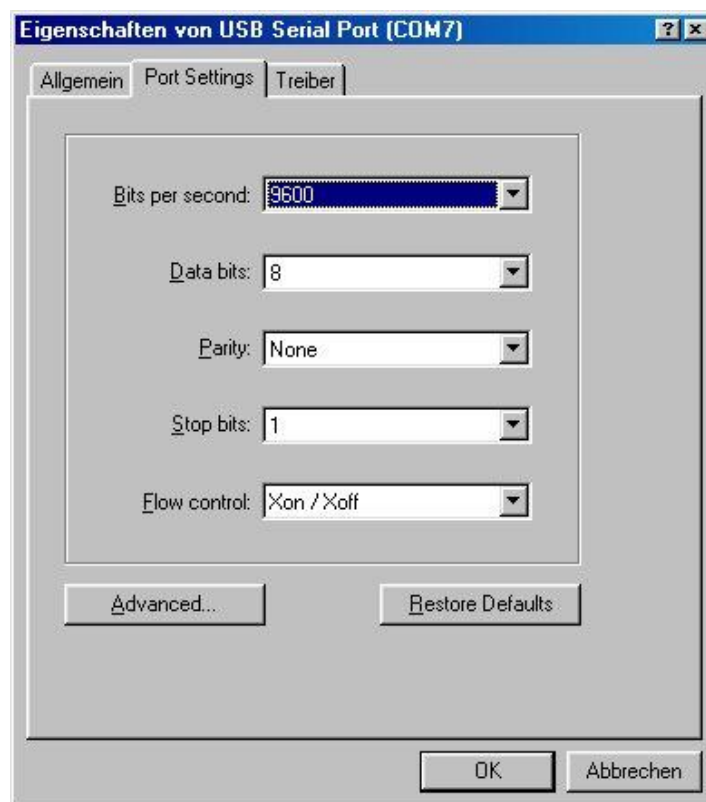 Eigenschaften von USB Serial Port (COM7)
Allgemein Port Settings Treiber
Bits per second: 9600
Data bits: 8
Parity: None
Stop bits: 1
Flow control: Xon / Xoff
Advanced... Restore Defaults
OK Abbrechen